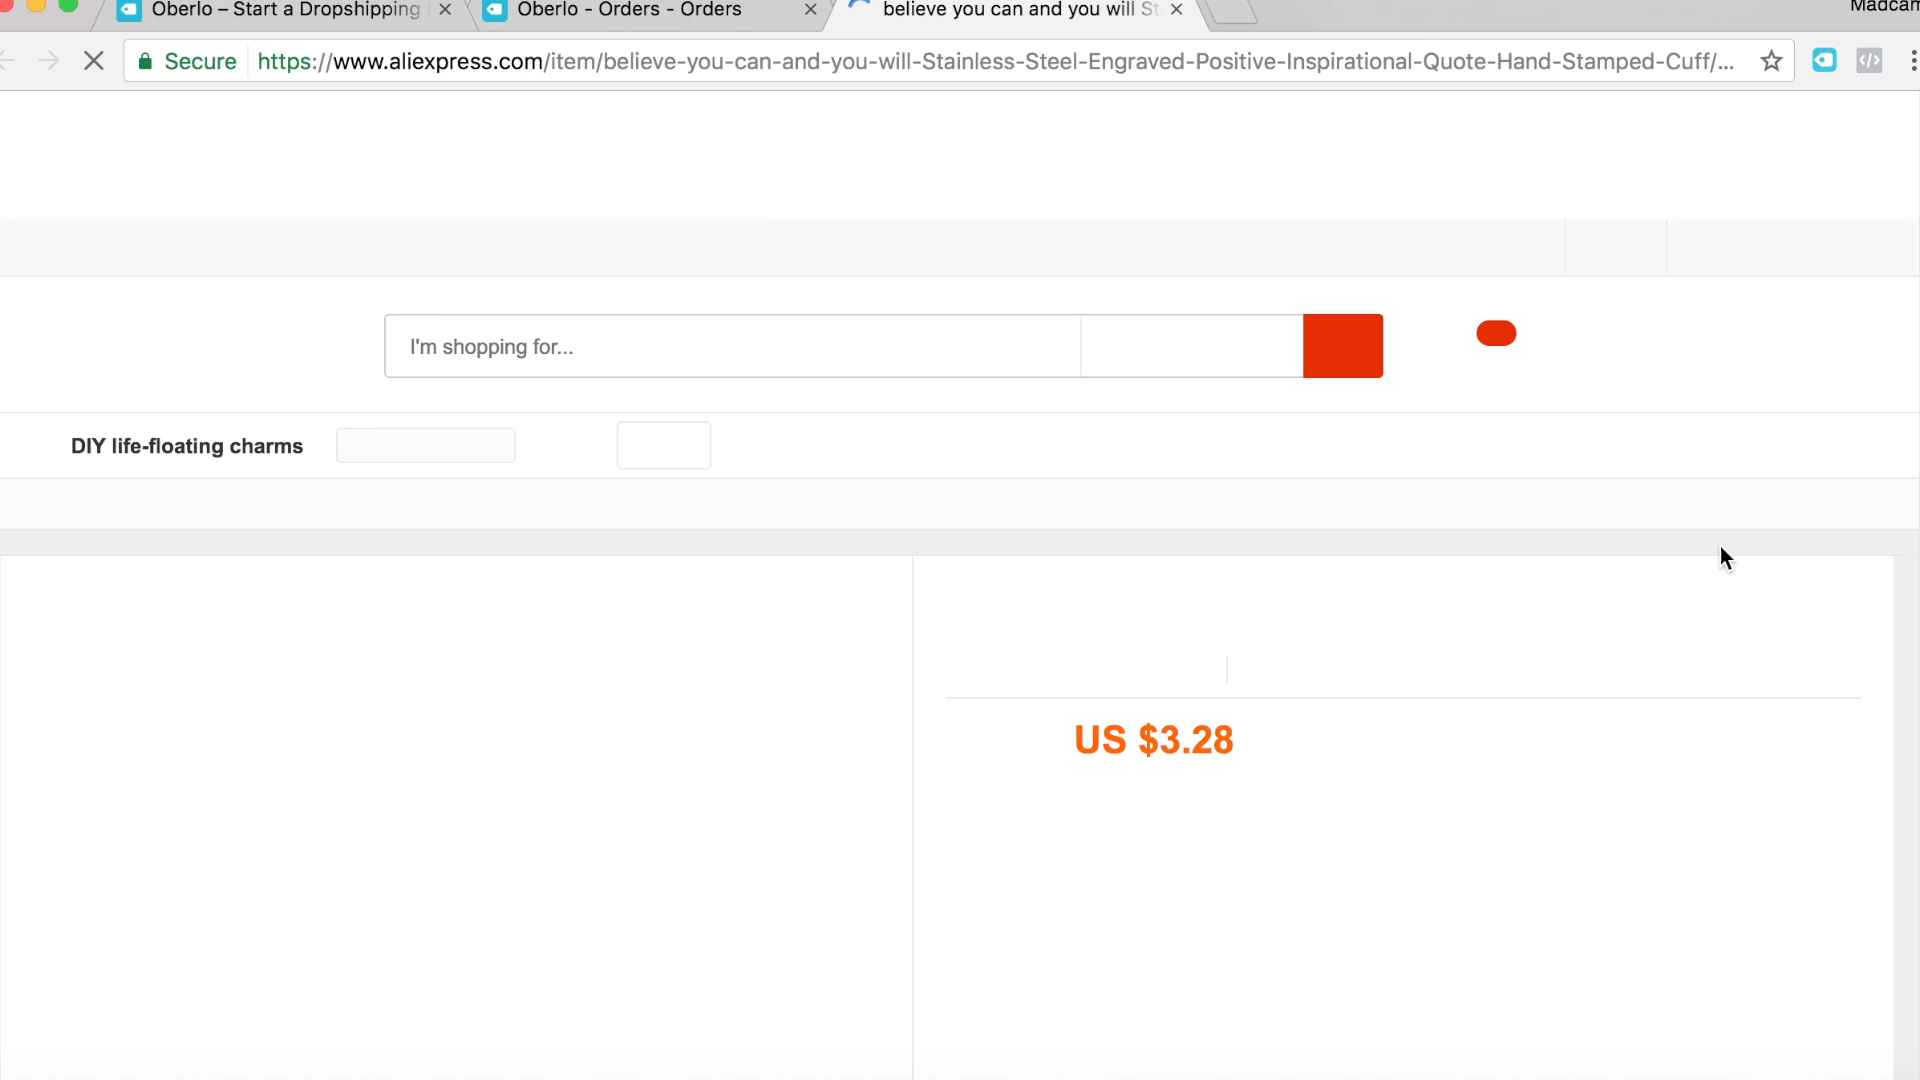 Oberlo – Start a Dropshipping
Oberlo - Orders - Orders
believe you can and you will St
Madcam
Secure
https://www.aliexpress.com/item/believe-you-can-and-you-will-Stainless-Steel-Engraved-Positive-Inspirational-Quote-Hand-Stamped-Cuff/...
I'm shopping for...
DIY life-floating charms
US $3.28